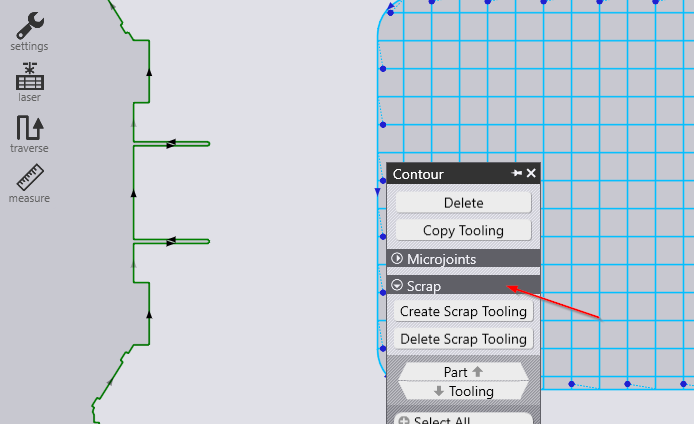 settings
laser
traverse
measure
Contour
Delete
Copy Tooling
Microjoints
Scrap
Create Scrap Tooling
Delete Scrap Tooling
Part
Tooling
Select All